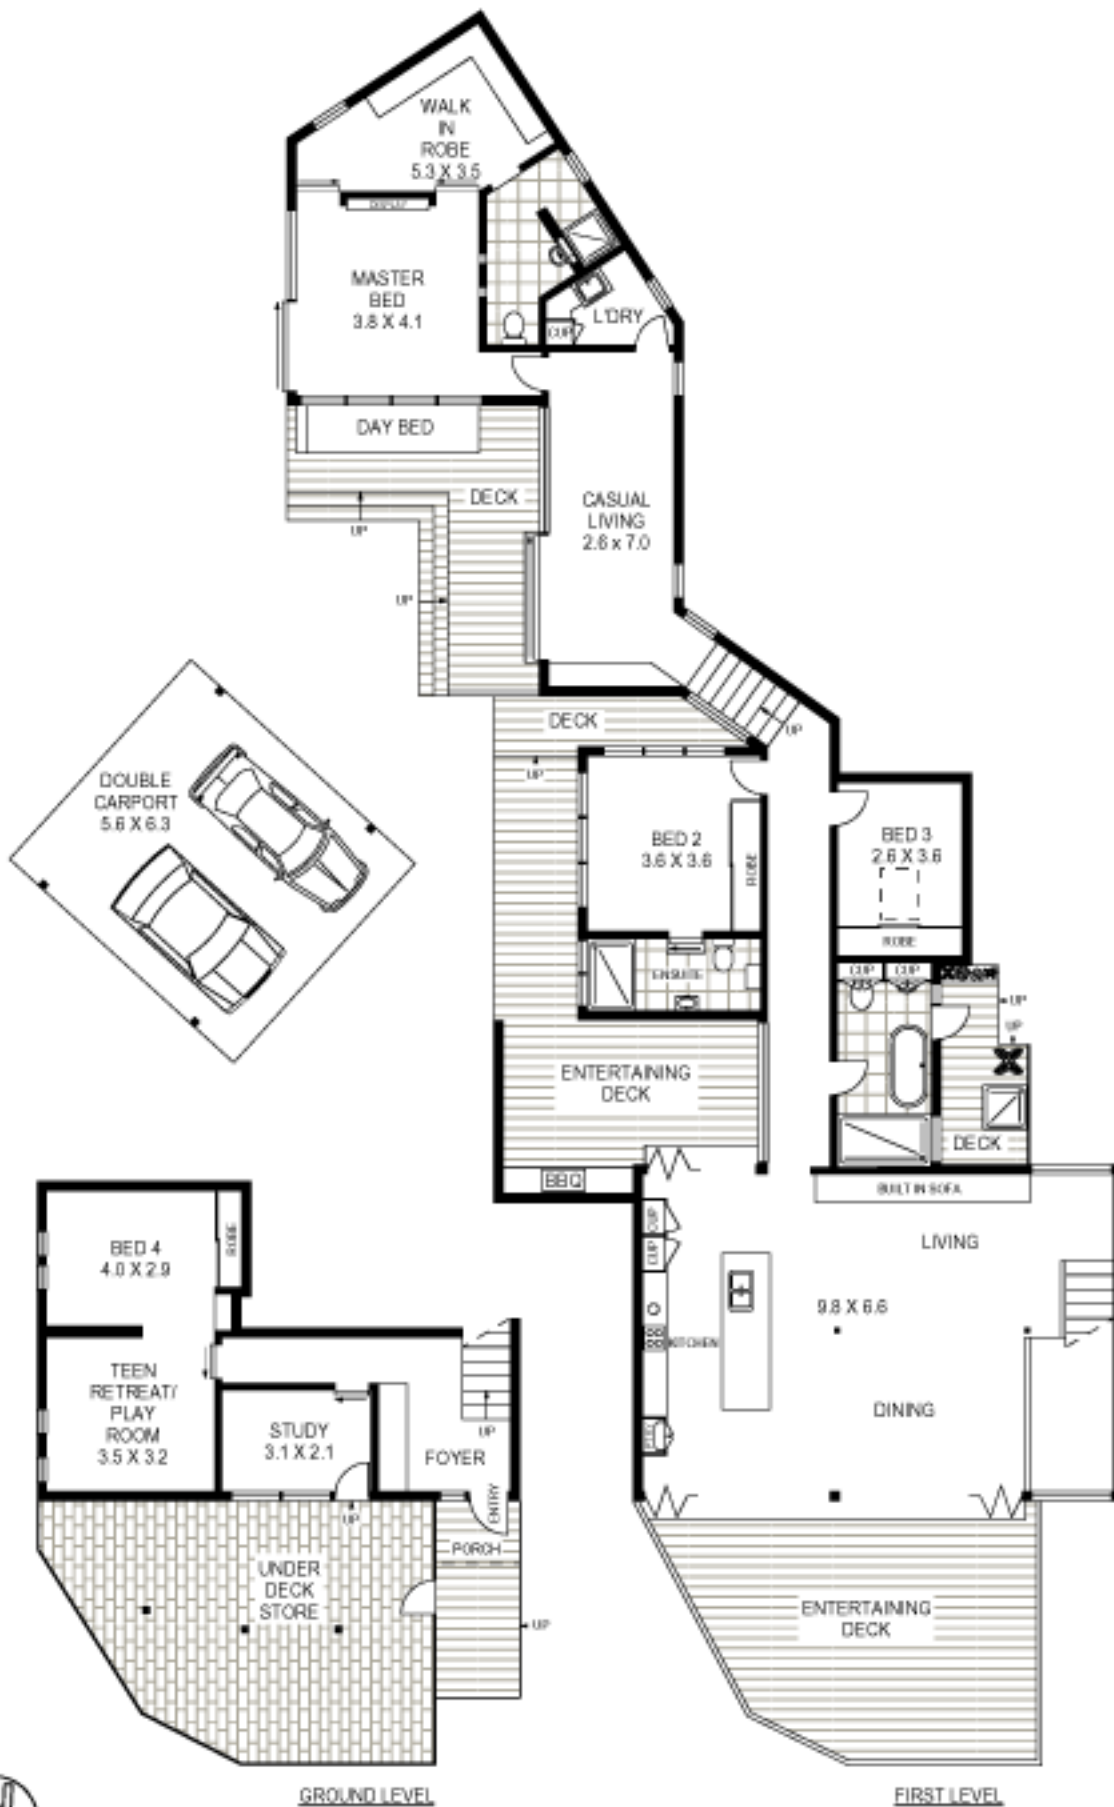 WALK
IN
ROBE
5.3 X 3.5
DISPLAY
MASTER
BED
3.8 X 4.1
L'DRY
CUP
DAY BED
DECK
UP
UP
CASUAL
LIVING
2.6 x 7.0
DECK
UP
UP
DOUBLE
CARPORT
5.6 X 6.3
BED 2
3.6 X 3.6
ROBE
BED 3
2.6 X 3.6
ROBE
ENSUITE
CUP
CUP
UP
UP
ENTERTAINING
DECK
DECK
BBQ
BUILT IN SOFA
CUP
CUP
LIVING
9.8 X 6.6
KITCHEN
DINING
BED 4
4.0 X 2.9
ROBE
TEEN
RETREAT/
PLAY
ROOM
3.5 X 3.2
STUDY
3.1 X 2.1
FOYER
UP
ENTRY
UP
PORCH
UNDER
DECK
STORE
UP
ENTERTAINING
DECK
GROUND LEVEL
FIRST LEVEL